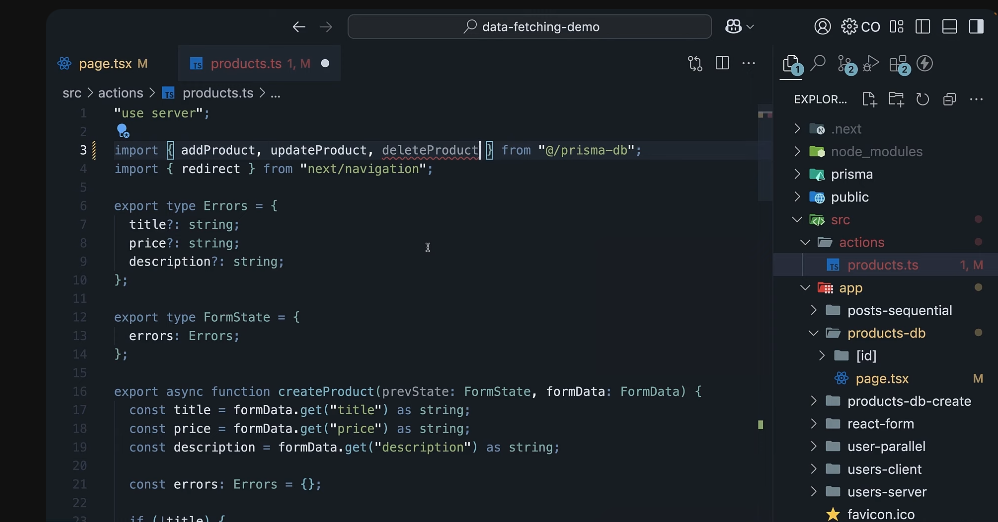 data-fetching-demo
CO
page.tsx M
products.ts 1, M
src > actions > TS products.ts > ...
1 "use server";
2
3 import { addProduct, updateProduct, deleteProduct } from "@/prisma-db";
4 import { redirect } from "next/navigation";
5
6 export type Errors = {
7 title?: string;
8 price?: string;
9 description?: string;
10 };
11
12 export type FormState = {
13 errors: Errors;
14 };
15
16 export async function createProduct(prevState: FormState, formData: FormData) {
17 const title = formData.get("title") as string;
18 const price = formData.get("price") as string;
19 const description = formData.get("description") as string;
20
21 const errors: Errors = {};
22
if (!title) {
1
2
2
EXPLOR...
.next
node_modules
prisma
public
src
actions
TS products.ts 1, M
app
posts-sequential
products-db
[id]
page.tsx M
products-db-create
react-form
user-parallel
users-client
users-server
favicon.ico